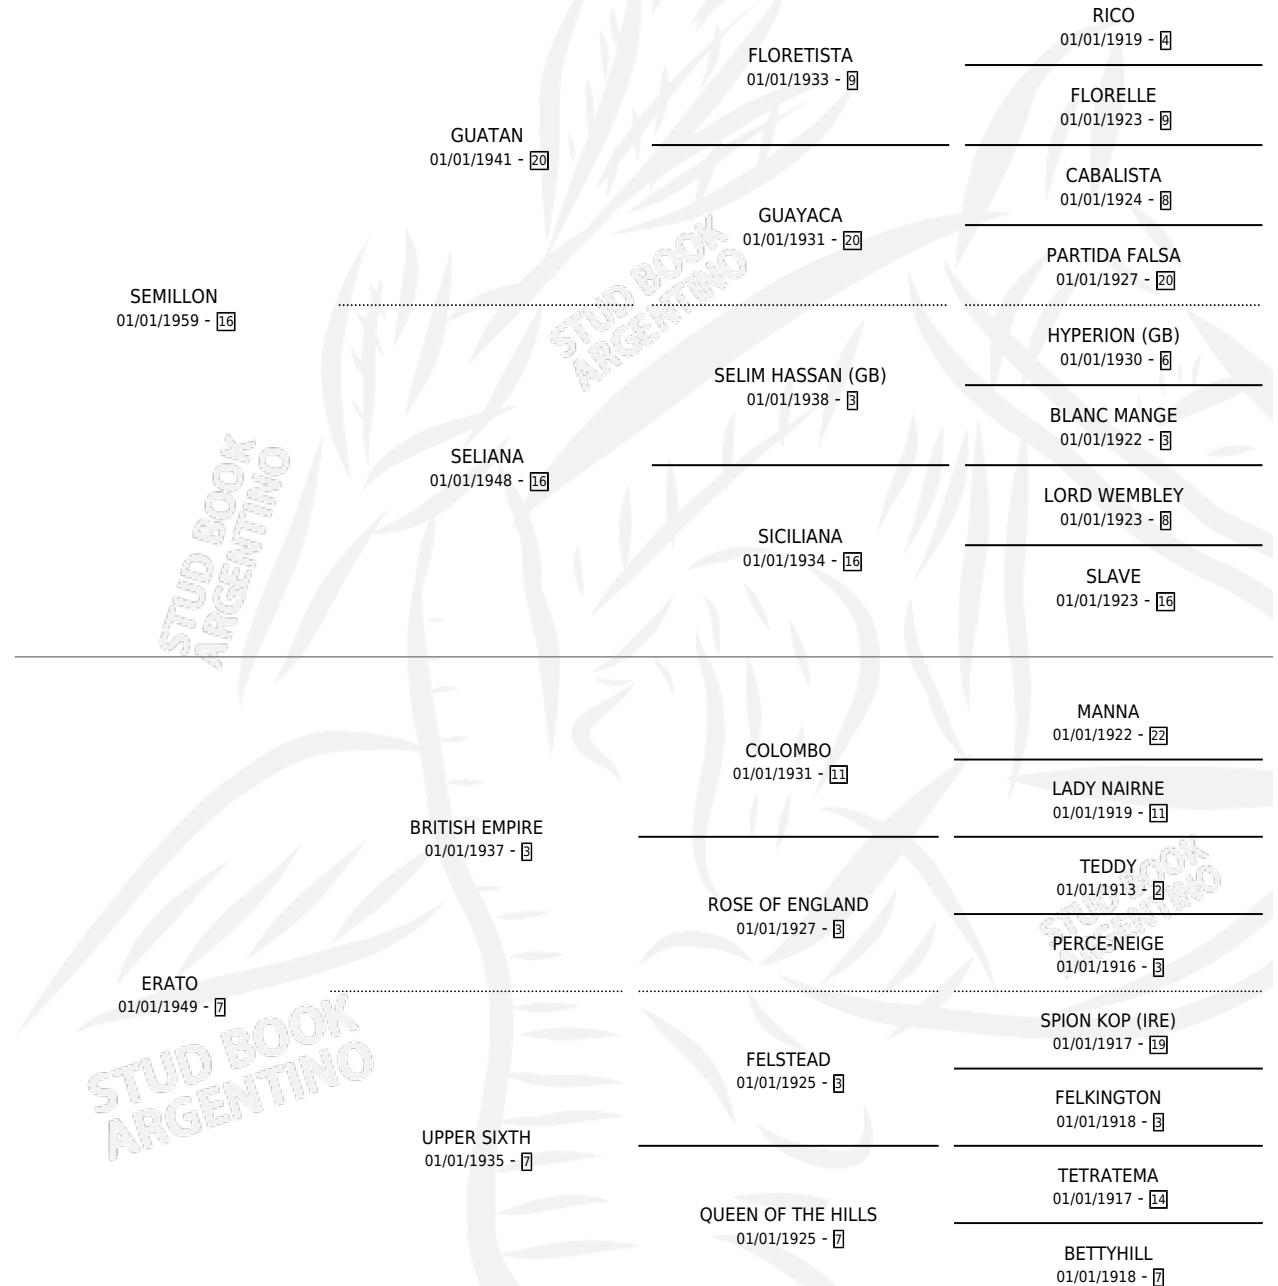 RICO
01/01/1919 - 4
FLORETISTA
01/01/1933 - 9
FLORELLE
01/01/1923 - 9
GUATAN
01/01/1941 - 20
CABALISTA
01/01/1924 - 8
GUAYACA
01/01/1931 - 20
PARTIDA FALSA
01/01/1927 - 20
SEMILLON
01/01/1959 - 16
STUD BOOK
ARGENTINO
HYPERION (GB)
01/01/1930 - 6
SELIM HASSAN (GB)
01/01/1938 - 3
BLANC MANGE
01/01/1922 - 3
SELIANA
01/01/1948 - 16
LORD WEMBLEY
01/01/1923 - 8
SICILIANA
01/01/1934 - 16
SLAVE
01/01/1923 - 16
STUD BOOK
ARGENTINO
MANNA
01/01/1922 - 22
COLOMBO
01/01/1931 - 11
LADY NAIRNE
01/01/1919 - 11
BRITISH EMPIRE
01/01/1937 - 3
TEDDY
01/01/1913 - 2
ROSE OF ENGLAND
01/01/1927 - 3
PERCE-NEIGE
01/01/1916 - 3
STUD BOOK
ARGENTINO
ERATO
01/01/1949 - 7
SPION KOP (IRE)
01/01/1917 - 19
FELSTEAD
01/01/1925 - 3
FELKINGTON
01/01/1918 - 3
STUD BOOK
ARGENTINO
UPPER SIXTH
01/01/1935 - 7
TETRATEMA
01/01/1917 - 14
QUEEN OF THE HILLS
01/01/1925 - 7
BETTYHILL
01/01/1918 - 7